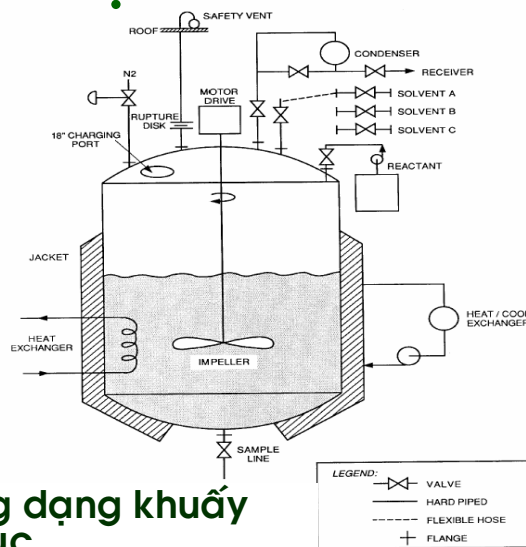 SAFETY VENT
ROOF
CONDENSER
N2
MOTOR
DRIVE
RECEIVER
SOLVENT A
RUPTURE
DISK
SOLVENT B
18" CHARGING
PORT
SOLVENT C
REACTANT
JACKET
HEAT / COOL
EXCHANGER
HEAT
EXCHANGER
IMPELLER
SAMPLE
LINE
LEGEND:
VALVE
HARD PIPED
FLEXIBLE HOSE
FLANGE
dạng khuấy